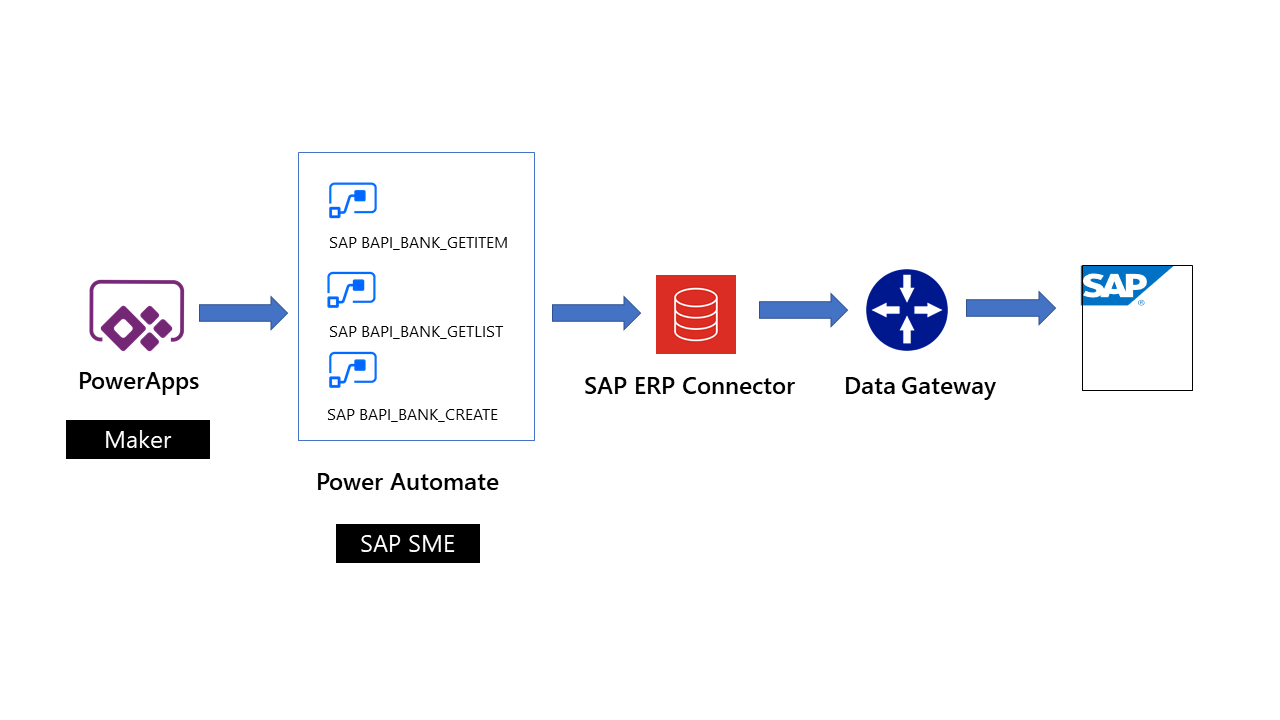 SAP BAPI_BANK_GETITEM
SAP BAPI_BANK_GETLIST
SAP BAPI_BANK_CREATE
PowerApps
Maker
Power Automate
SAP SME
SAP ERP Connector
Data Gateway
SAP®